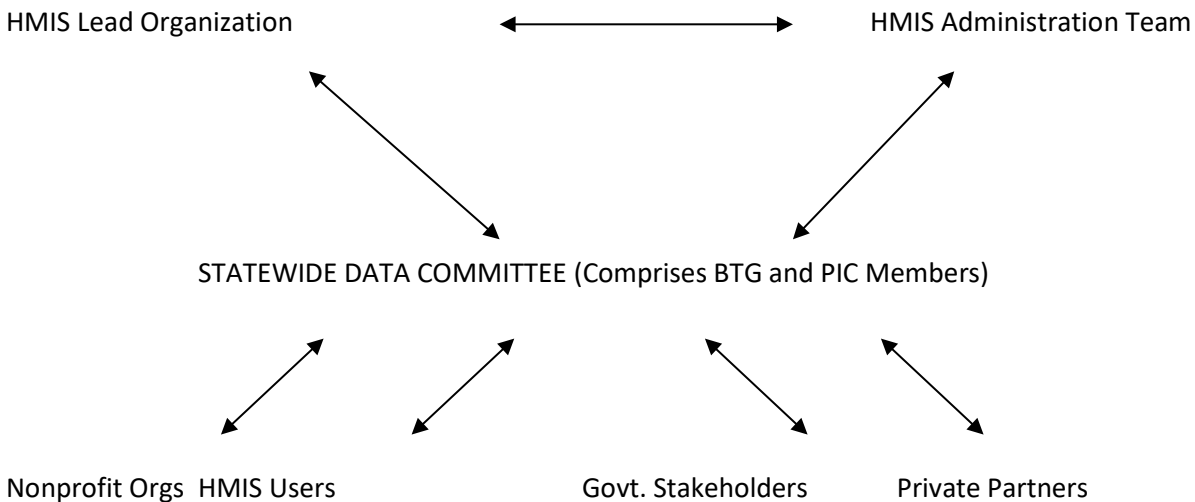 HMIS Lead Organization HMIS Administration Team
STATEWIDE DATA COMMITTEE (Comprises BTG and PIC Members)
Nonprofit Orgs HMIS Users Govt. Stakeholders Private Partners